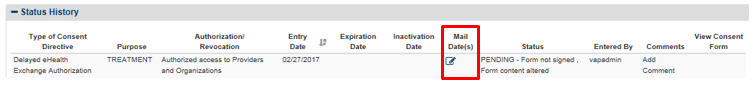 Status History
Type of Consent Directive Purpose Authorization/ Revocation Entry Date Expiration Date Inactivation Date Mail Date(s) Status Entered By Comments View Consent Form
Delayed eHealth TREATMENT Authorized access to Providers 02/27/2017 PENDING - Form not signed , vapadmin Add
Exchange Authorization and Organizations Form content altered Comment